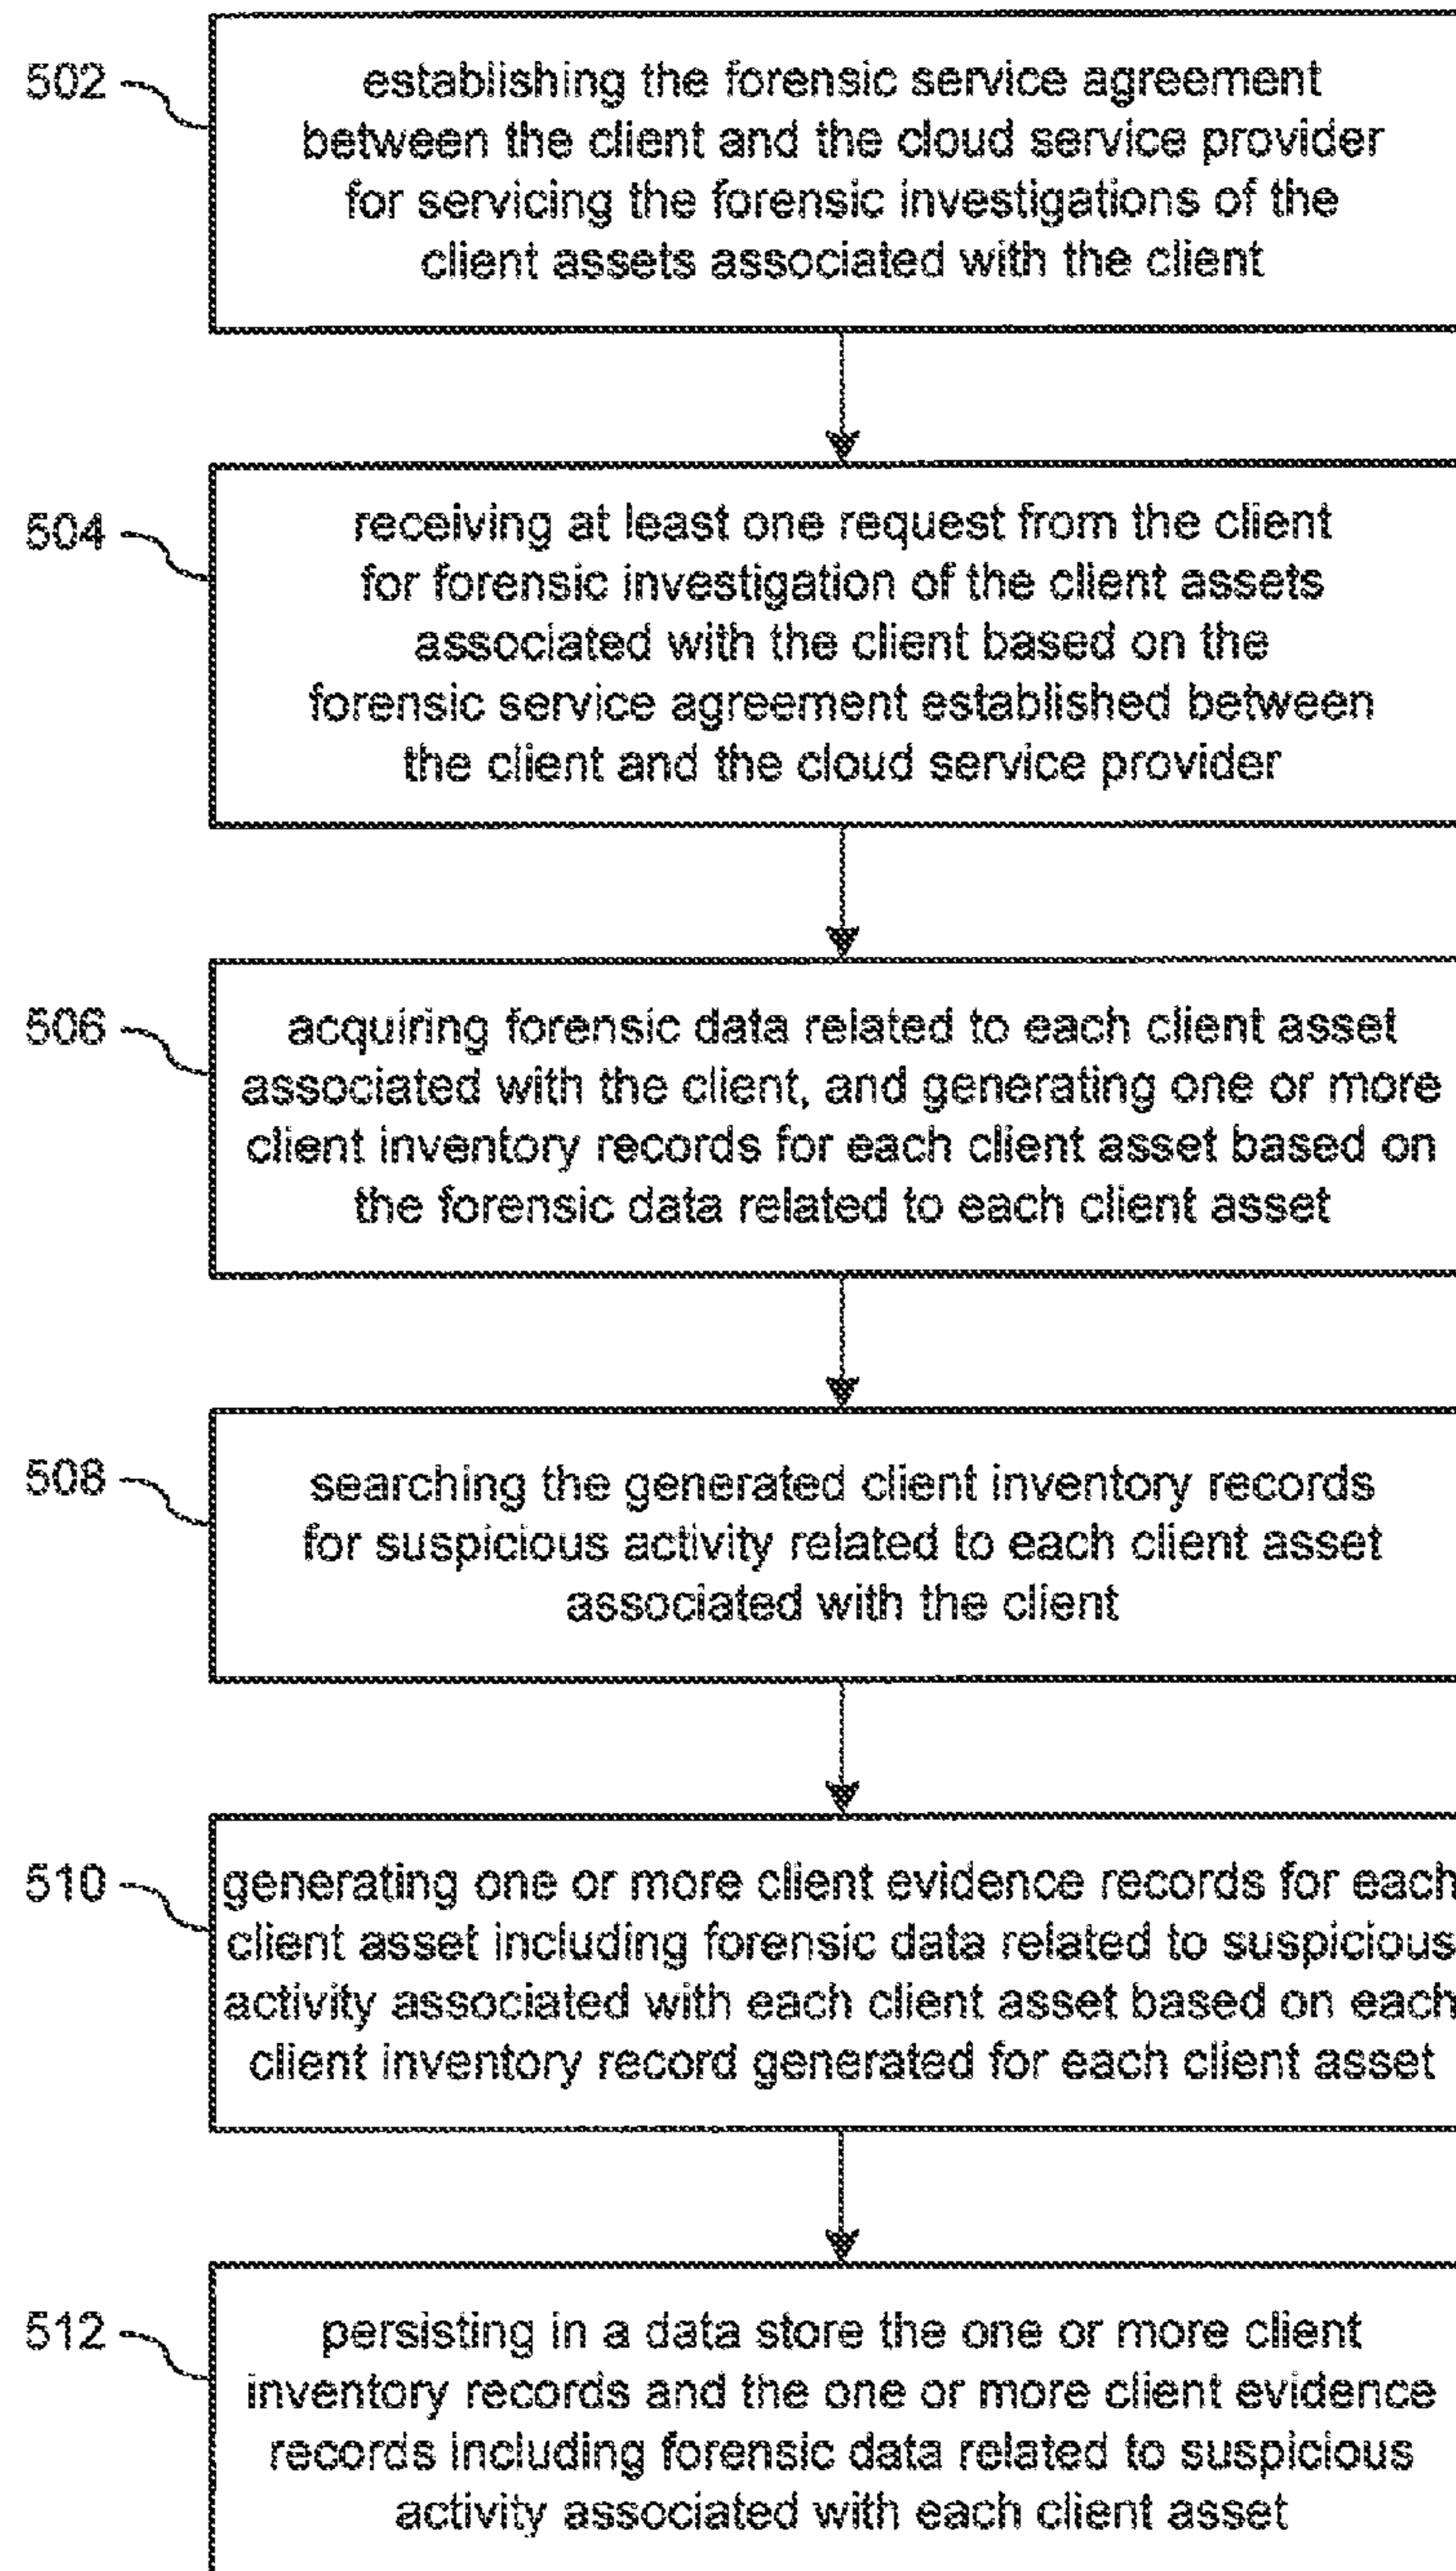 502
establishing the forensic service agreement
between the client and the cloud service provider
for servicing the forensic investigations of the
client assets associated with the client
504
receiving at least one request from the client
for forensic investigation of the client assets
associated with the client based on the
forensic service agreement established between
the client and the cloud service provider
506
acquiring forensic data related to each client asset
associated with the client, and generating one or more
client inventory records for each client asset based on
the forensic data related to each client asset
508
searching the generated client inventory records
for suspicious activity related to each client asset
associated with the client
510
generating one or more client evidence records for each
client asset including forensic data related to suspicious
activity associated with each client asset based on each
client inventory record generated for each client asset
512
persisting in a data store the one or more client
inventory records and the one or more client evidence
records including forensic data related to suspicious
activity associated with each client asset